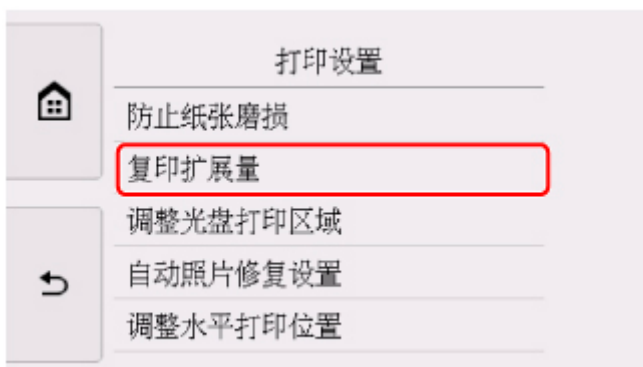 打印设置
防止纸张磨损
复印扩展量
调整光盘打印区域
自动照片修复设置
调整水平打印位置